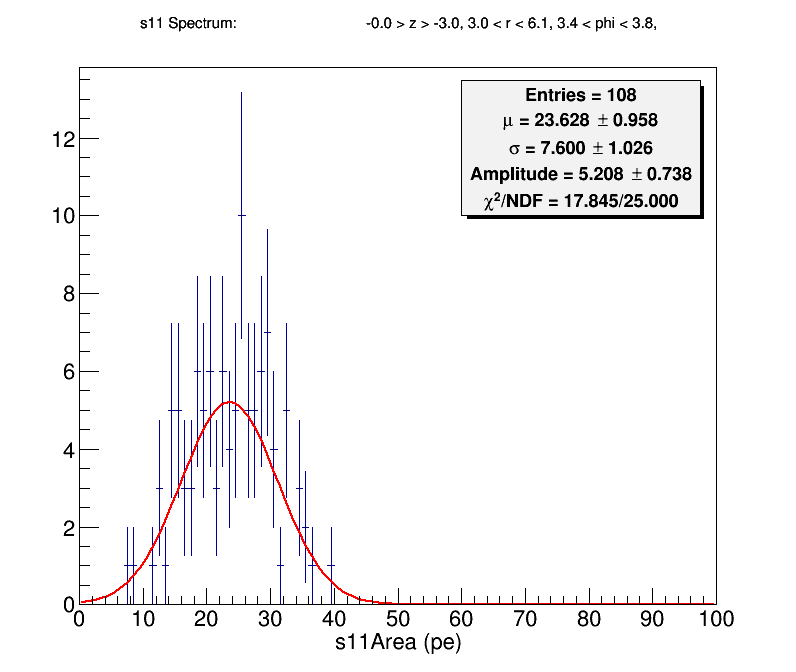 s11 Spectrum: -0.0 > z > -3.0, 3.0 < r < 6.1, 3.4 < phi < 3.8,
Entries = 108
μ = 23.628 ± 0.958
σ = 7.600 ± 1.026
Amplitude = 5.208 ± 0.738
χ²/NDF = 17.845/25.000
12
10
8
6
4
2
0
0 10 20 30 40 50 60 70 80 90 100
s11Area (pe)